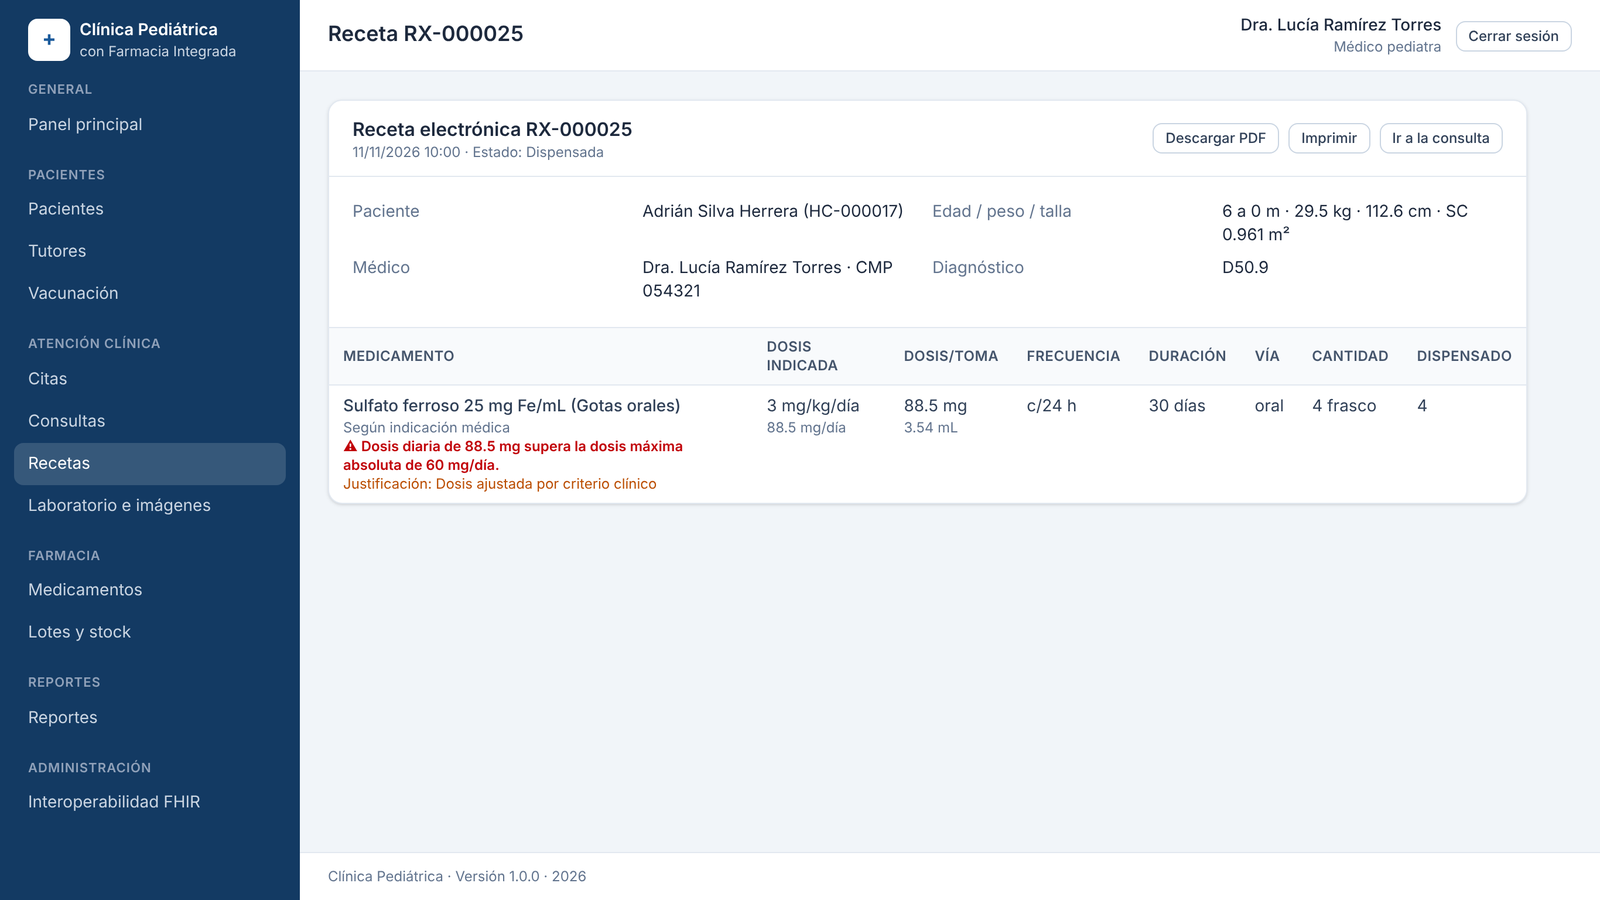 +
Clínica Pediátrica
con Farmacia Integrada
GENERAL
Panel principal
PACIENTES
Pacientes
Tutores
Vacunación
ATENCIÓN CLÍNICA
Citas
Consultas
Recetas
Laboratorio e imágenes
FARMACIA
Medicamentos
Lotes y stock
REPORTES
Reportes
ADMINISTRACIÓN
Interoperabilidad FHIR
Receta RX-000025
Dra. Lucía Ramírez Torres
Médico pediatra
Cerrar sesión
Receta electrónica RX-000025
11/11/2026 10:00 · Estado: Dispensada
Descargar PDF
Imprimir
Ir a la consulta
Paciente
Adrián Silva Herrera (HC-000017)
Edad / peso / talla
6 a 0 m · 29.5 kg · 112.6 cm · SC
0.961 m²
Médico
Dra. Lucía Ramírez Torres · CMP
054321
Diagnóstico
D50.9
MEDICAMENTO
DOSIS
INDICADA
DOSIS/TOMA
FRECUENCIA
DURACIÓN
VÍA
CANTIDAD
DISPENSADO
Sulfato ferroso 25 mg Fe/mL (Gotas orales)
Según indicación médica
⚠ Dosis diaria de 88.5 mg supera la dosis máxima
absoluta de 60 mg/día.
Justificación: Dosis ajustada por criterio clínico
3 mg/kg/día
88.5 mg/día
88.5 mg
3.54 mL
c/24 h
30 días
oral
4 frasco
4
Clínica Pediátrica · Versión 1.0.0 · 2026